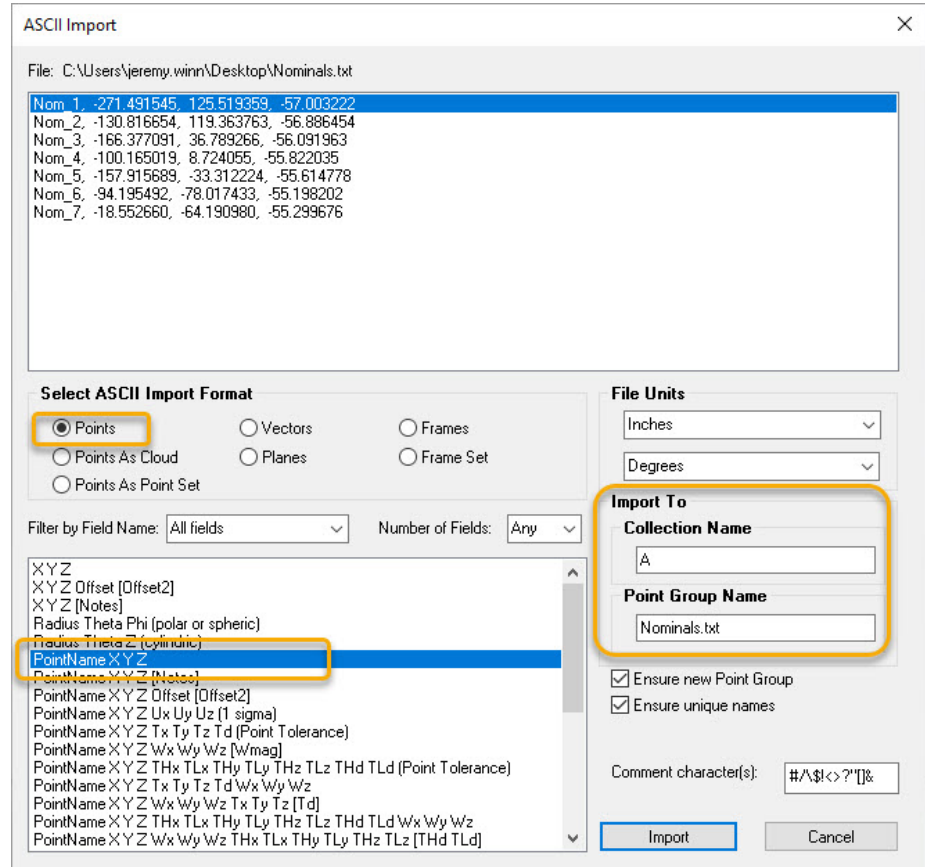 ASCII Import
File: C:\Users\jeremy.winn\Desktop\Nominals.txt
Nom_1, -271.491545, 125.519359, -57.003222
Nom_2, -130.816654, 119.363763, -56.886454
Nom_3, -166.377091, 36.789266, -56.091963
Nom_4, -100.165019, 8.724055, -55.822035
Nom_5, -157.915689, -33.312224, -55.614778
Nom_6, -94.195492, -78.017433, -55.198202
Nom_7, -18.552660, -64.190980, -55.299676
Select ASCII Import Format
Points
Vectors
Frames
Points As Cloud
Planes
Frame Set
Points As Point Set
Filter by Field Name: All fields
Number of Fields: Any
X Y Z
X Y Z Offset [Offset2]
X Y Z [Notes]
Radius Theta Phi (polar or spheric)
Radius Theta Z (cylindric)
PointName X Y Z
PointName X Y Z [Notes]
PointName X Y Z Offset [Offset2]
PointName X Y Z Ux Uy Uz (1 sigma)
PointName X Y Z Tx Ty Tz Td (Point Tolerance)
PointName X Y Z Wx Wy Wz [Wmag]
PointName X Y Z THx TLx THy TLy THz TLz THd TLd (Point Tolerance)
PointName X Y Z Tx Ty Tz Td Wx Wy Wz
PointName X Y Z Wx Wy Wz Tx Ty Tz [Td]
PointName X Y Z THx TLx THy TLy THz TLz THd TLd Wx Wy Wz
PointName X Y Z Wx Wy Wz THx TLx THy TLy THz TLz [THd TLd]
File Units
Inches
Degrees
Import To
Collection Name
A
Point Group Name
Nominals.txt
Ensure new Point Group
Ensure unique names
Comment character(s): #/\$!<>?"[]&
Import
Cancel